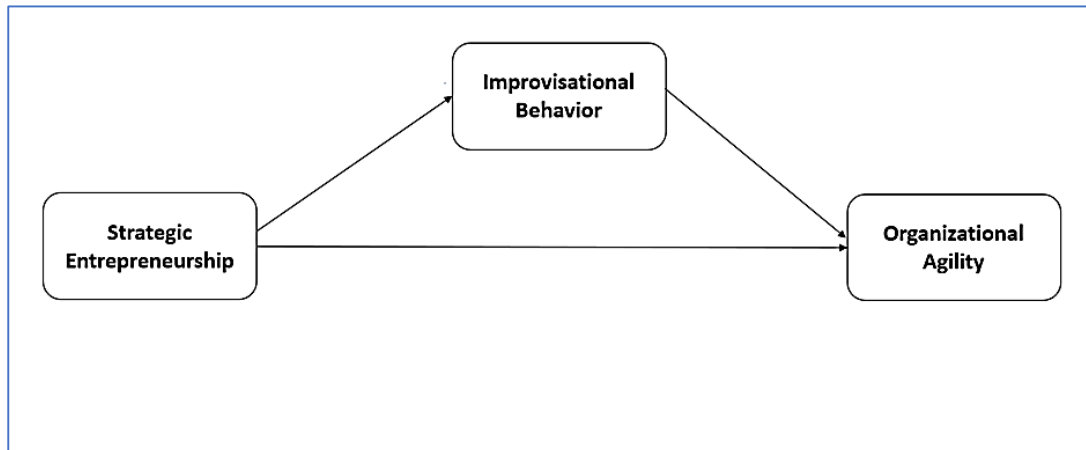 Improvisational
Behavior
Strategic
Entrepreneurship
Organizational
Agility